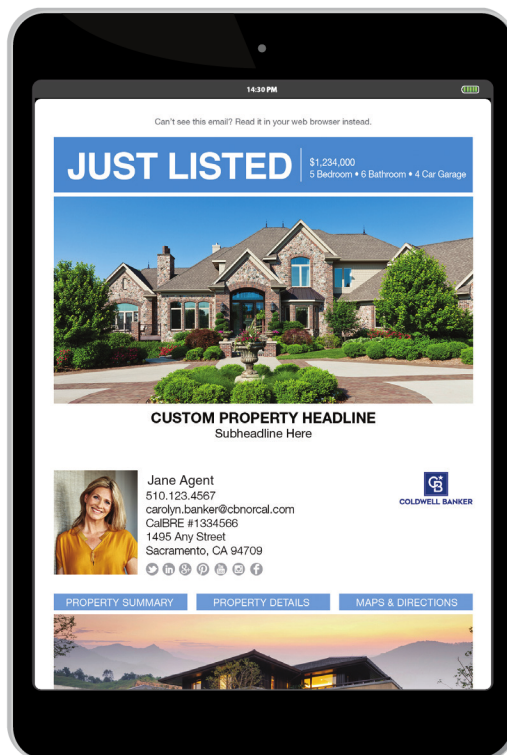 14:30 PM
Can't see this email? Read it in your web browser instead.
JUST LISTED
$1,234,000
5 Bedroom • 6 Bathroom • 4 Car Garage
CUSTOM PROPERTY HEADLINE
Subheadline Here
Jane Agent
510.123.4567
carolyn.banker@cbnorcal.com
CalBRE #1334566
1495 Any Street
Sacramento, CA 94709
CB
COLDWELL BANKER
PROPERTY SUMMARY
PROPERTY DETAILS
MAPS & DIRECTIONS